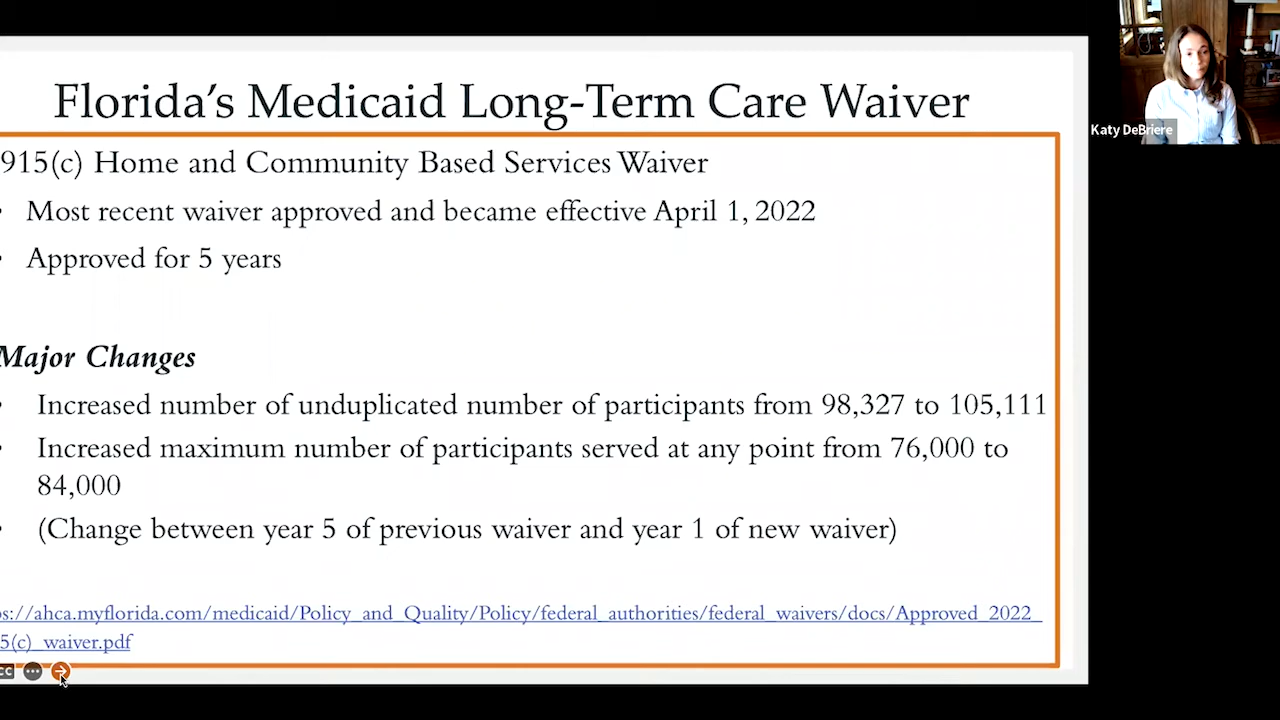 Florida's Medicaid Long-Term Care Waiver
Katy DeBriere
915(c) Home and Community Based Services Waiver
• Most recent waiver approved and became effective April 1, 2022
• Approved for 5 years
Major Changes
• Increased number of unduplicated number of participants from 98,327 to 105,111
• Increased maximum number of participants served at any point from 76,000 to
84,000
• (Change between year 5 of previous waiver and year 1 of new waiver)
ps://ahca.myflorida.com/medicaid/Policy_and_Quality/Policy/federal_authorities/federal_waivers/docs/Approved_2022_
5(c)_waiver.pdf
CC